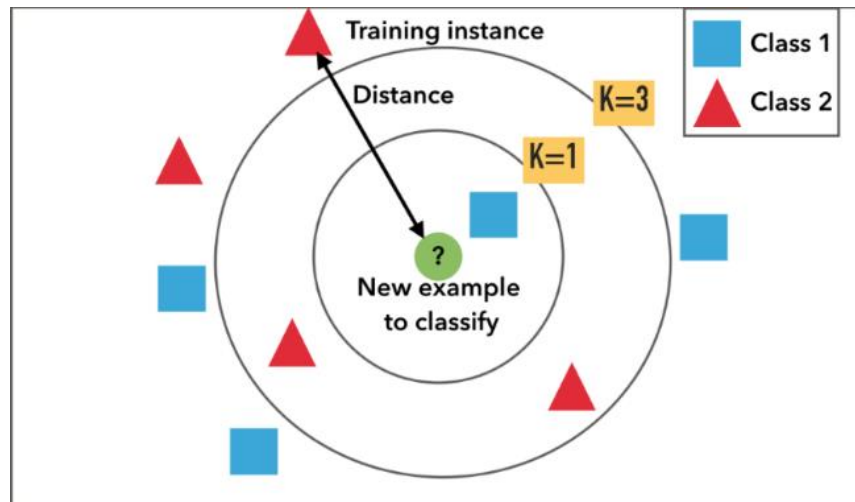 Training instance
Class 1
Distance
K=3
Class 2
K=1
?
New example
to classify